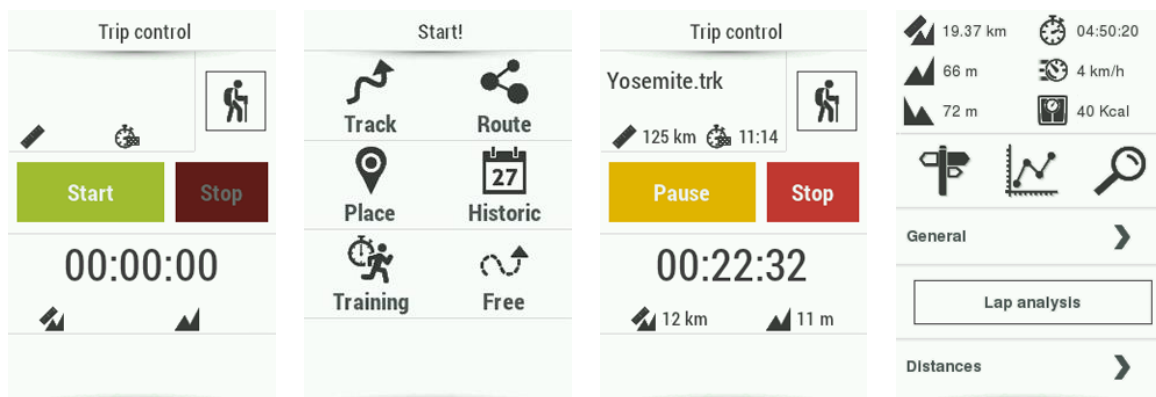 Trip control
Start
Stop
00:00:00
Start!
Track
Route
27
Place
Historic
Training
Free
Trip control
Yosemite.trk
125 km
11:14
Pause
Stop
00:22:32
12 km
11 m
19.37 km
04:50:20
66 m
4 km/h
72 m
40 Kcal
General
Lap analysis
Distances